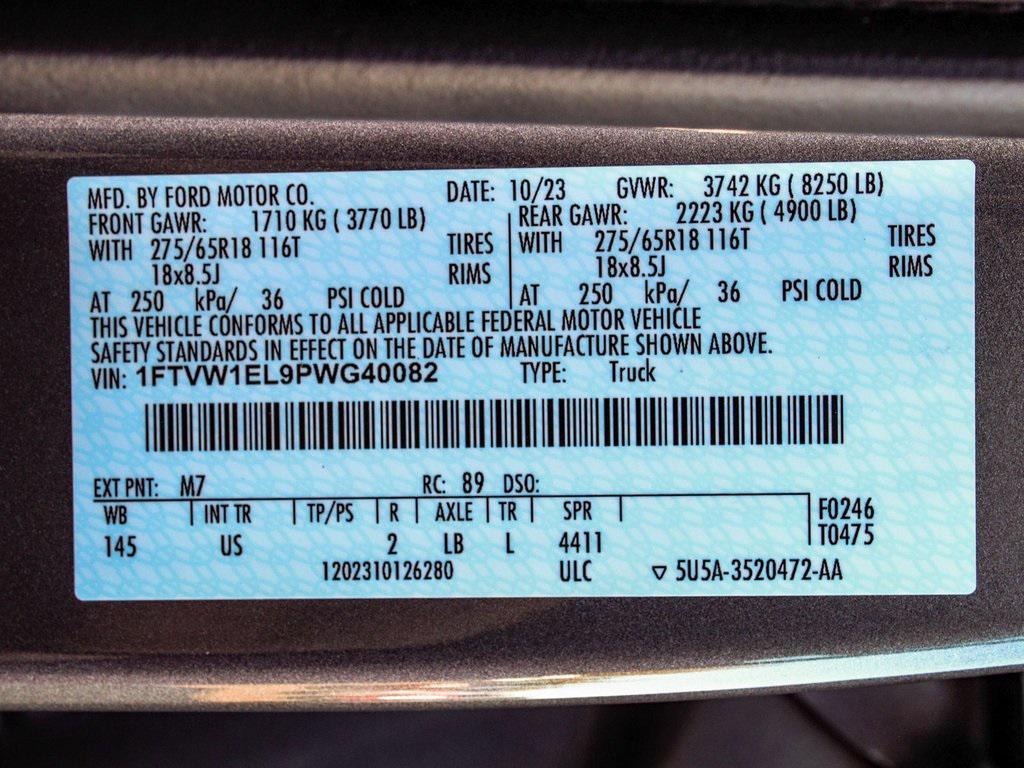 MFD. BY FORD MOTOR CO. DATE: 10/23 GVWR: 3742 KG ( 8250 LB)
FRONT GAWR: 1710 KG ( 3770 LB) REAR GAWR: 2223 KG ( 4900 LB)
WITH 275/65R18 116T TIRES WITH 275/65R18 116T TIRES
18x8.5J RIMS 18x8.5J RIMS
AT 250 kPa/ 36 PSI COLD AT 250 kPa/ 36 PSI COLD
THIS VEHICLE CONFORMS TO ALL APPLICABLE FEDERAL MOTOR VEHICLE
SAFETY STANDARDS IN EFFECT ON THE DATE OF MANUFACTURE SHOWN ABOVE.
VIN: 1FTVW1EL9PWG40082 TYPE: Truck
EXT PNT: M7 RC: 89 DSO:
WB INT TR TP/PS R AXLE TR SPR F0246
145 US 2 LB L 4411 T0475
1202310126280 ULC ▽ 5U5A-3520472-AA